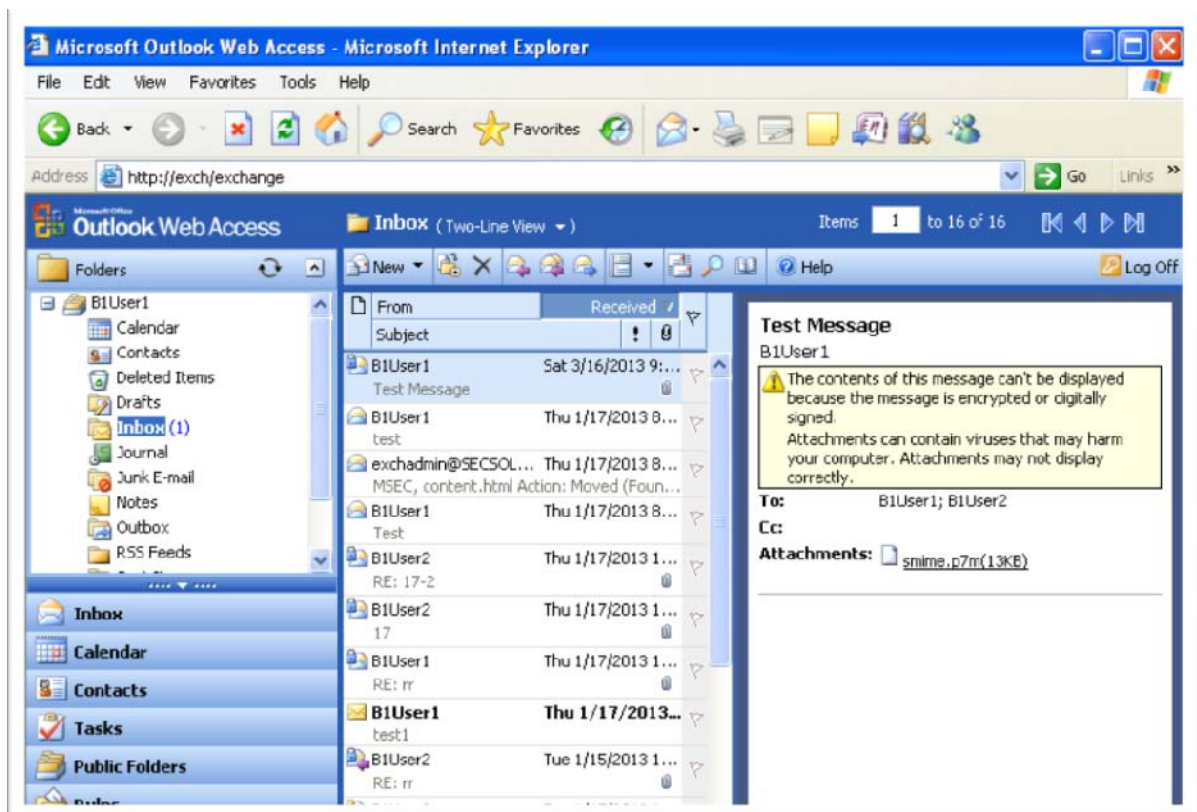 Microsoft Outlook Web Access - Microsoft Internet Explorer
File Edit View Favorites Tools Help
Back Search Favorites
Address http://exch/exchange Go Links »
Microsoft Office
Outlook Web Access
Inbox (Two-Line View ) Items 1 to 16 of 16
Folders
New Help Log Off
B1User1
Calendar
Contacts
Deleted Items
Drafts
Inbox (1)
Journal
Junk E-mail
Notes
Outbox
RSS Feeds
Inbox
Calendar
Contacts
Tasks
Public Folders
Rules
From Received
Subject
B1User1 Sat 3/16/2013 9:...
Test Message
B1User1 Thu 1/17/2013 8...
test
exchadmin@SECSOL... Thu 1/17/2013 8...
MSEC, content.html Action: Moved (Foun...
B1User1 Thu 1/17/2013 8...
Test
B1User2 Thu 1/17/2013 1...
RE: 17-2
B1User2 Thu 1/17/2013 1...
17
B1User1 Thu 1/17/2013 1...
RE: rr
B1User1 Thu 1/17/2013...
test1
B1User2 Tue 1/15/2013 1...
RE: rr
Test Message
B1User1
The contents of this message can't be displayed
because the message is encrypted or digitally
signed.
Attachments can contain viruses that may harm
your computer. Attachments may not display
correctly.
To: B1User1; B1User2
Cc:
Attachments: smime.p7m(13KB)